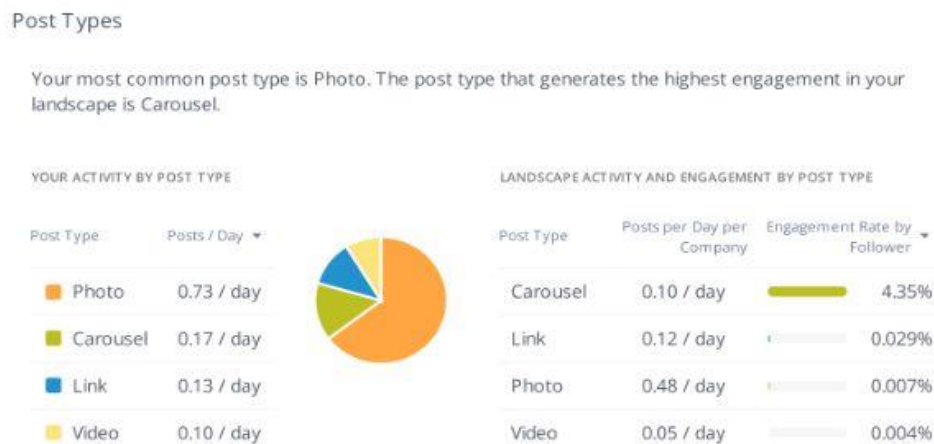 Post Types
Your most common post type is Photo. The post type that generates the highest engagement in your
landscape is Carousel.
YOUR ACTIVITY BY POST TYPE
Post Type Posts / Day
Photo 0.73 / day
Carousel 0.17 / day
Link 0.13 / day
Video 0.10 / day
LANDSCAPE ACTIVITY AND ENGAGEMENT BY POST TYPE
Post Type Posts per Day per Company Engagement Rate by Follower
Carousel 0.10 / day 4.35%
Link 0.12 / day 0.029%
Photo 0.48 / day 0.007%
Video 0.05 / day 0.004%